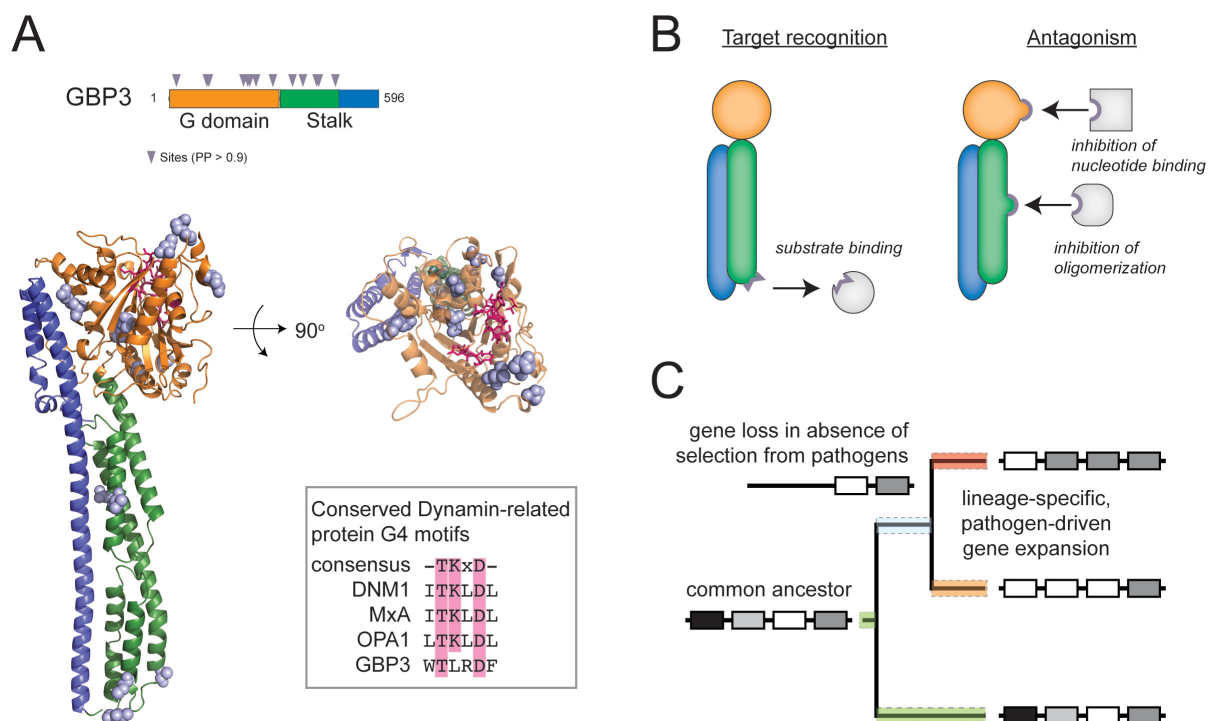 A
GBP3
1
596
G domain
Stalk
Sites (PP > 0.9)
90o
Conserved Dynamin-related
protein G4 motifs
consensus -TKxD-
DNM1 ITKLDL
MxA ITKLDL
OPA1 LTKLDL
GBP3 WTLRDF
B
Target recognition
substrate binding
Antagonism
inhibition of
nucleotide binding
inhibition of
oligomerization
C
gene loss in absence of
selection from pathogens
lineage-specific,
pathogen-driven
gene expansion
common ancestor